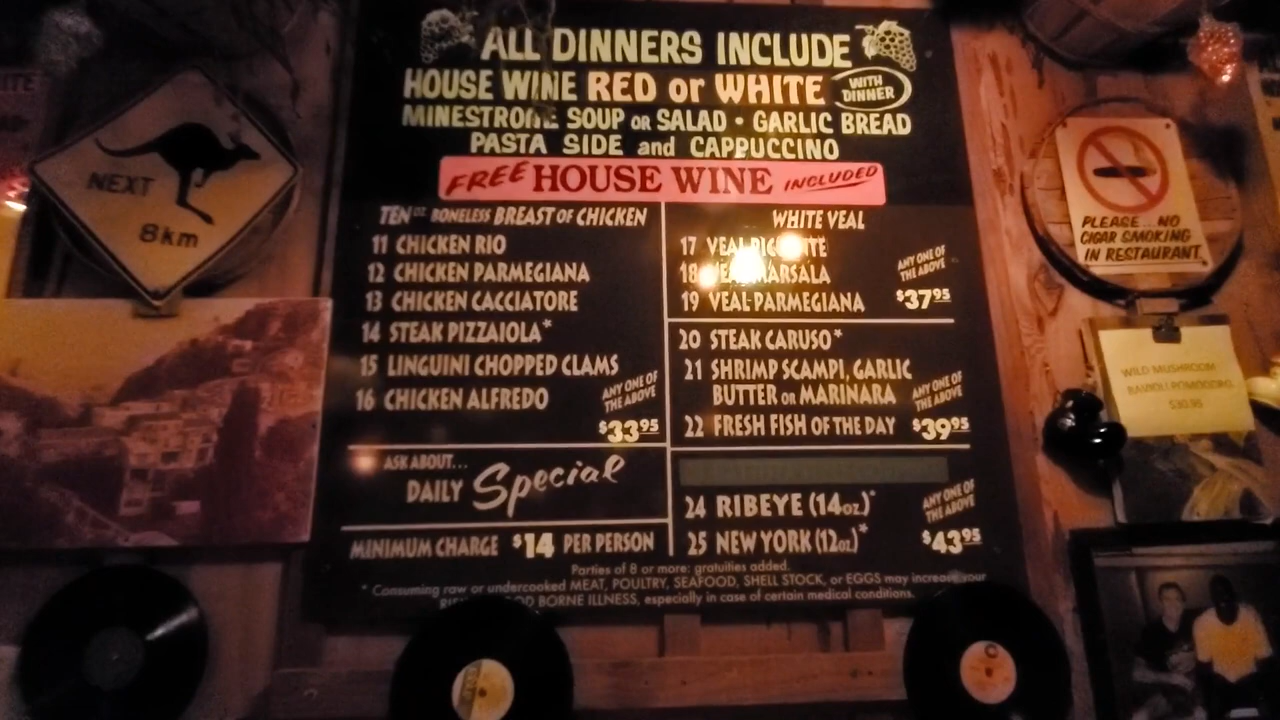 ALL DINNERS INCLUDE
HOUSE WINE RED or WHITE WITH DINNER
MINESTRONE SOUP OR SALAD • GARLIC BREAD
PASTA SIDE and CAPPUCCINO
FREE HOUSE WINE INCLUDED
TEN OZ. BONELESS BREAST OF CHICKEN
11 CHICKEN RIO
12 CHICKEN PARMEGIANA
13 CHICKEN CACCIATORE
14 STEAK PIZZAIOLA*
15 LINGUINI CHOPPED CLAMS
16 CHICKEN ALFREDO
ANY ONE OF
THE ABOVE
$33.95
ASK ABOUT...
DAILY Special
MINIMUM CHARGE $14 PER PERSON
WHITE VEAL
17 VEAL
18 VEAL MARSALA
19 VEAL PARMEGIANA
ANY ONE OF
THE ABOVE
$37.95
20 STEAK CARUSO*
21 SHRIMP SCAMPI, GARLIC
BUTTER OR MARINARA
22 FRESH FISH OF THE DAY
ANY ONE OF
THE ABOVE
$39.95
24 RIBEYE (14oz.)*
25 NEW YORK (12oz.)*
ANY ONE OF
THE ABOVE
$43.95
Parties of 8 or more: gratuities added.
* Consuming raw or undercooked MEAT, POULTRY, SEAFOOD, SHELL STOCK, or EGGS may increase your
BORNE ILLNESS, especially in case of certain medical conditions.
NEXT
8km
PLEASE...NO
CIGAR SMOKING
IN RESTAURANT.
WILD MUSHROOM
RAVIOLI POMODORO
$30.95